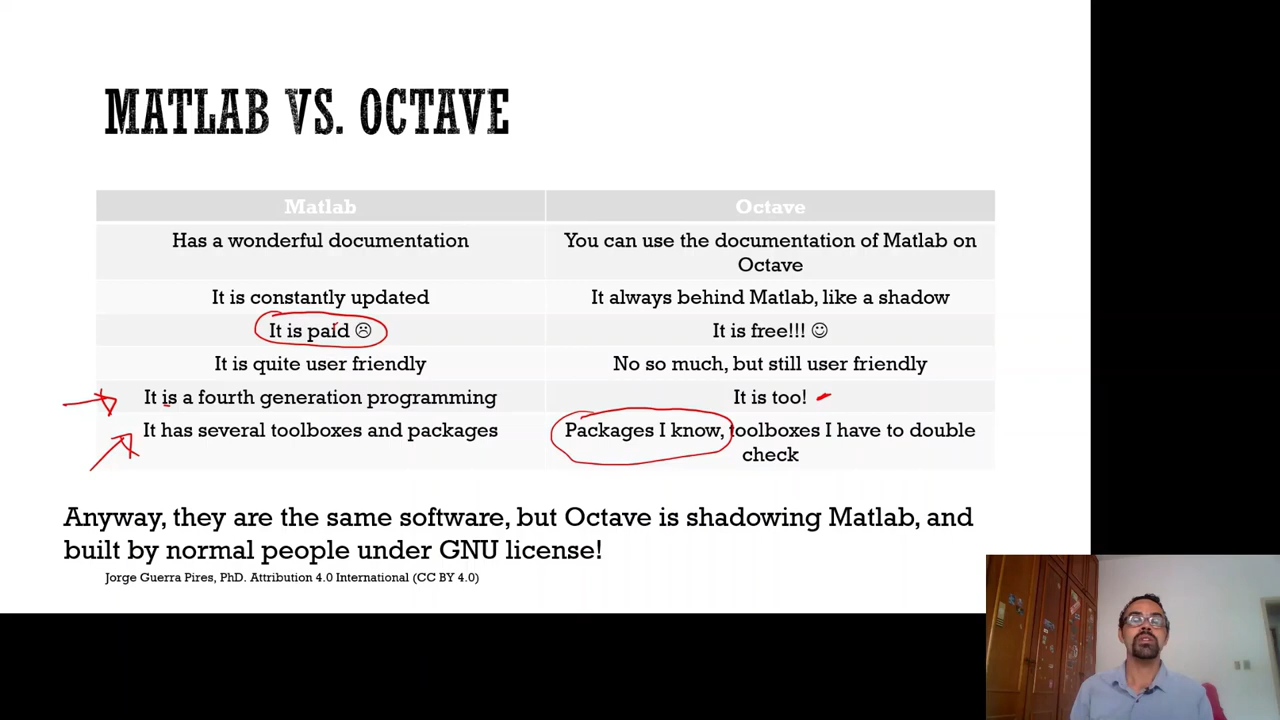 MATLAB VS. OCTAVE
Matlab
Octave
Has a wonderful documentation
You can use the documentation of Matlab on
Octave
It is constantly updated
It always behind Matlab, like a shadow
It is paid ☹
It is free!!! ☺
It is quite user friendly
No so much, but still user friendly
It is a fourth generation programming
It is too!
It has several toolboxes and packages
Packages I know, toolboxes I have to double
check
Anyway, they are the same software, but Octave is shadowing Matlab, and
built by normal people under GNU license!
Jorge Guerra Pires, PhD. Attribution 4.0 International (CC BY 4.0)